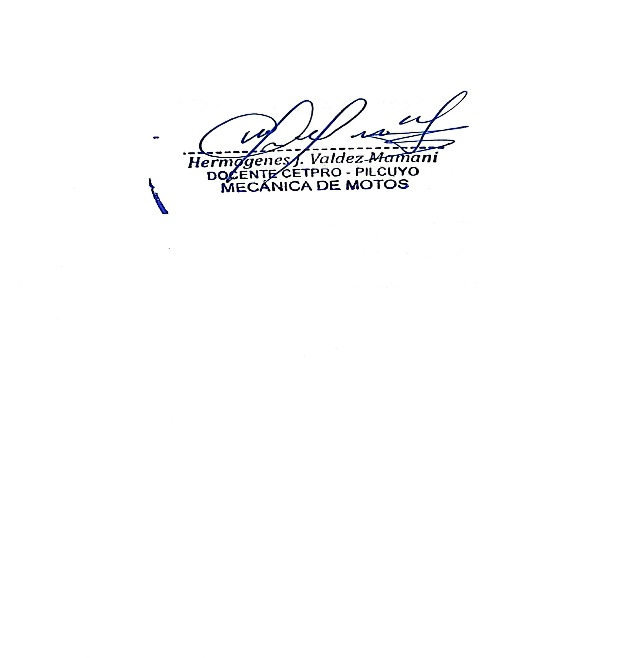 Hermogenes J. Valdez Mamani
DOCENTE CETPRO - PILCUYO
MECÁNICA DE MOTOS